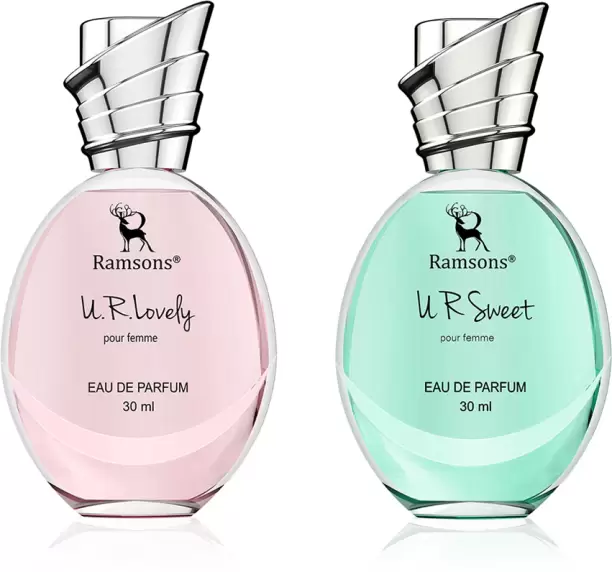 Ramsons®
U.R.Lovely
pour femme
EAU DE PARFUM
30 ml
Ramsons®
U R Sweet
pour femme
EAU DE PARFUM
30 ml